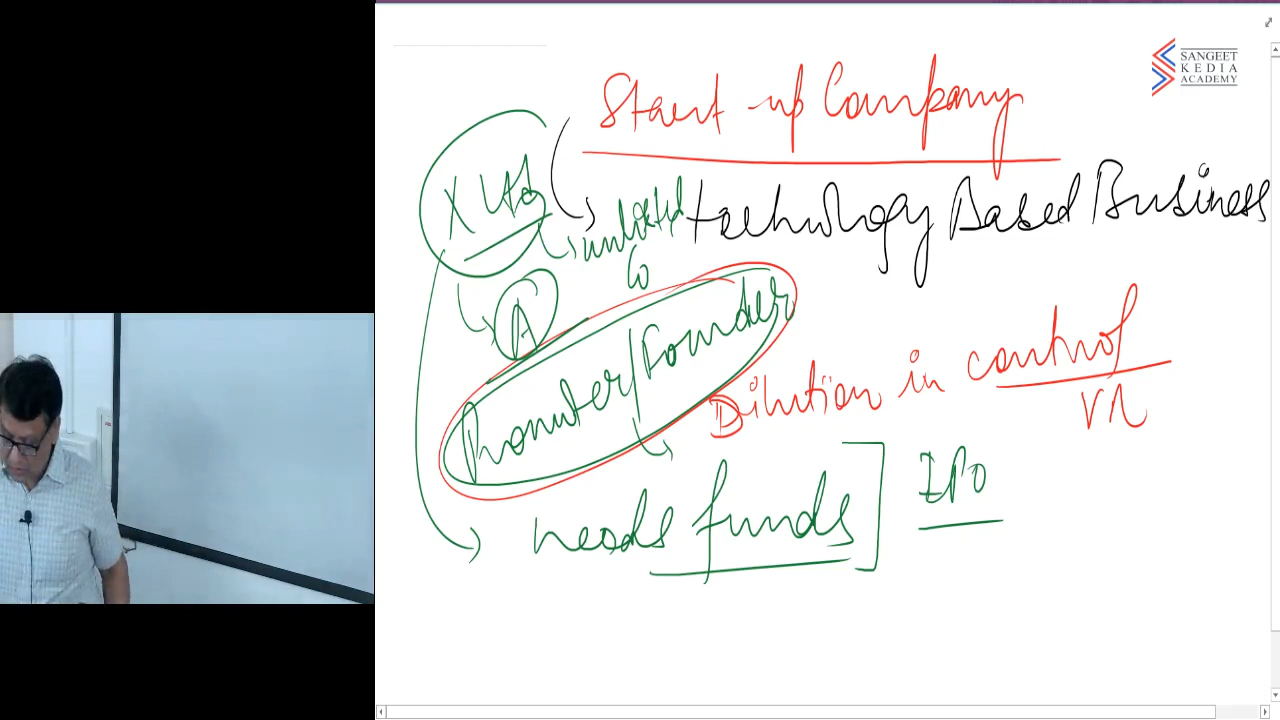 SANGEET
KEDIA
ACADEMY
Start-up Company
X Ltd
Technology Based Business
unlisted
Co
A
Promoter/Founder
Dilution in control
VR
needs funds
IPO